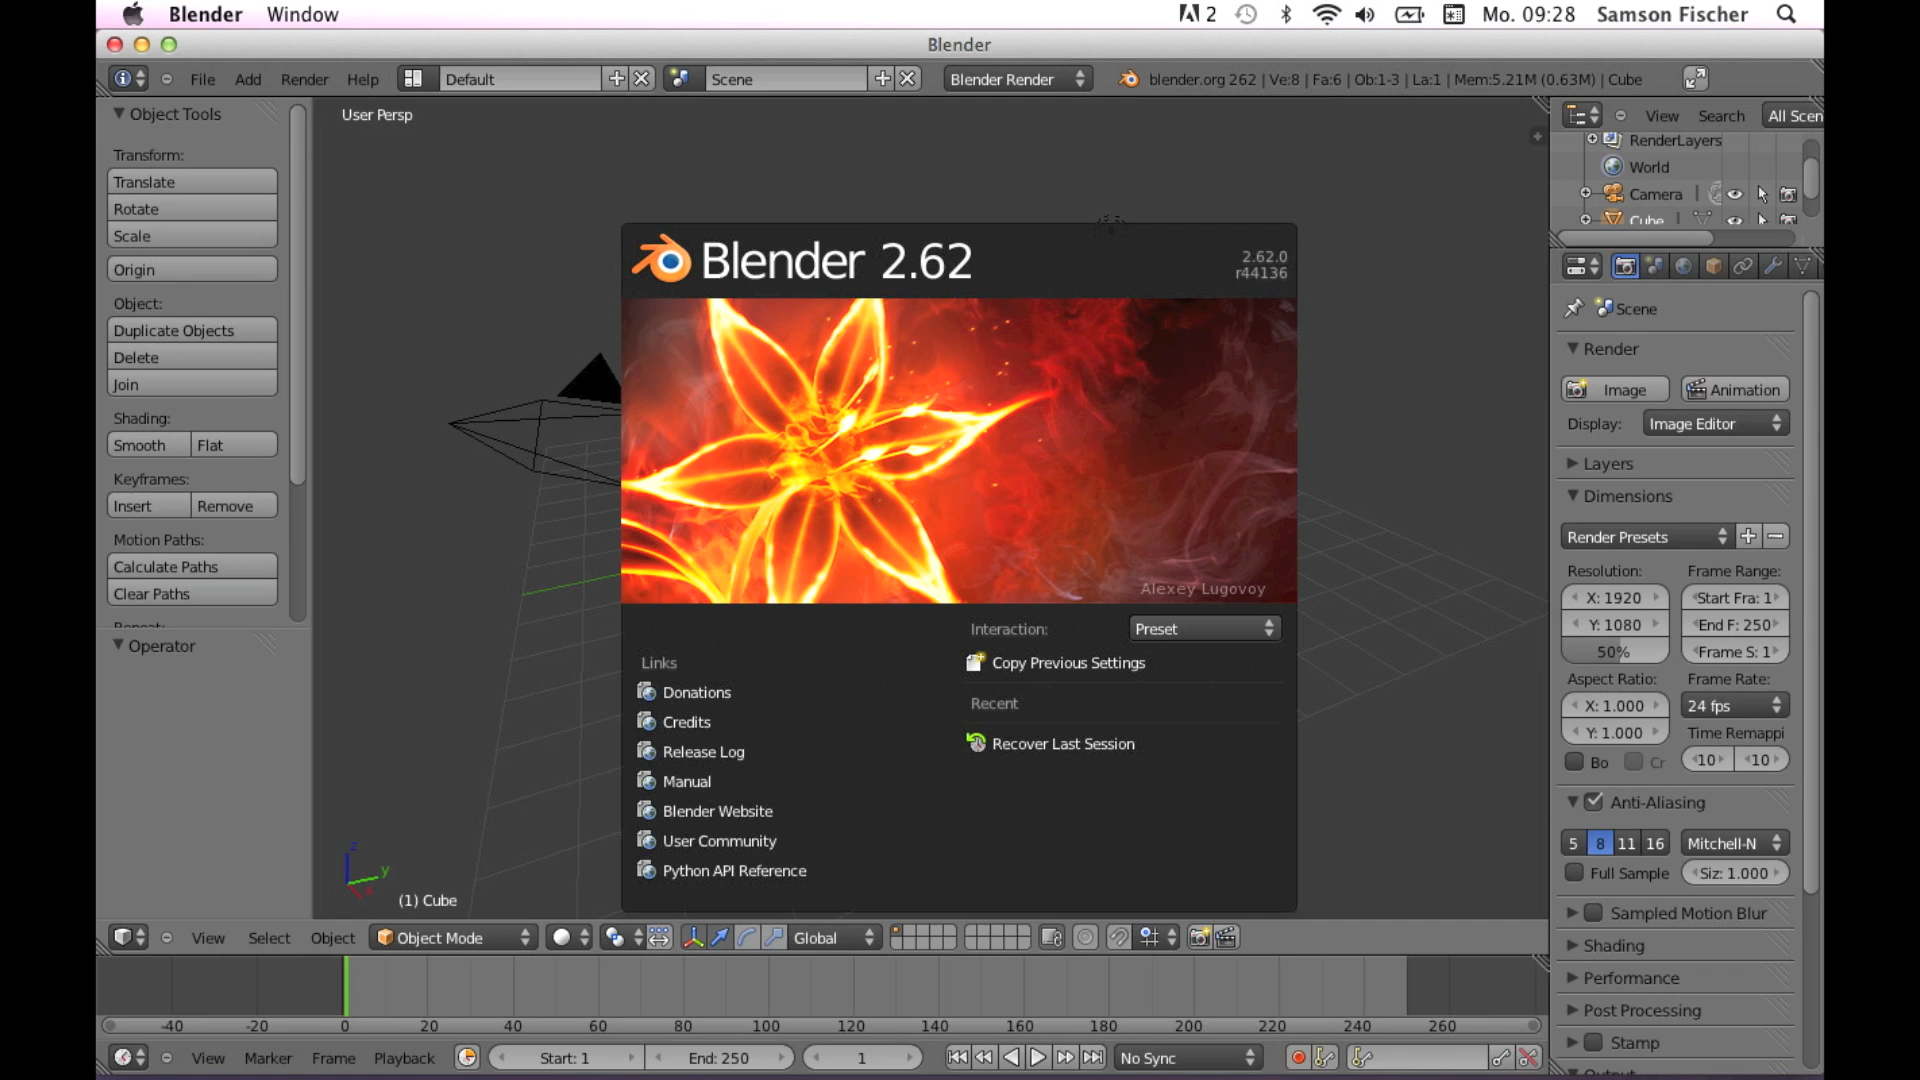 Blender Window
2 Mo. 09:28 Samson Fischer
Blender
File Add Render Help Default Scene Blender Render blender.org 262 | Ve:8 | Fa:6 | Ob:1-3 | La:1 | Mem:5.21M (0.63M) | Cube
Object Tools
Transform:
Translate
Rotate
Scale
Origin
Object:
Duplicate Objects
Delete
Join
Shading:
Smooth Flat
Keyframes:
Insert Remove
Motion Paths:
Calculate Paths
Clear Paths
Repeat:
Operator
User Persp
Blender 2.62
2.62.0
r44136
Alexey Lugovoy
Interaction: Preset
Copy Previous Settings
Recent
Recover Last Session
Links
Donations
Credits
Release Log
Manual
Blender Website
User Community
Python API Reference
z
y
x
(1) Cube
View Search All Scen
RenderLayers
World
Camera |
Cube |
Scene
Render
Image Animation
Display: Image Editor
Layers
Dimensions
Render Presets
Resolution: Frame Range:
X: 1920 Start Fra: 1
Y: 1080 End F: 250
50% Frame S: 1
Aspect Ratio: Frame Rate:
X: 1.000 24 fps
Y: 1.000 Time Remappi
Bo Cr 10 10
Anti-Aliasing
5 8 11 16 Mitchell-N
Full Sample Siz: 1.000
Sampled Motion Blur
Shading
Performance
Post Processing
Stamp
Output
View Select Object Object Mode Global
-40 -20 0 20 40 60 80 100 120 140 160 180 200 220 240 260
View Marker Frame Playback Start: 1 End: 250 1 No Sync